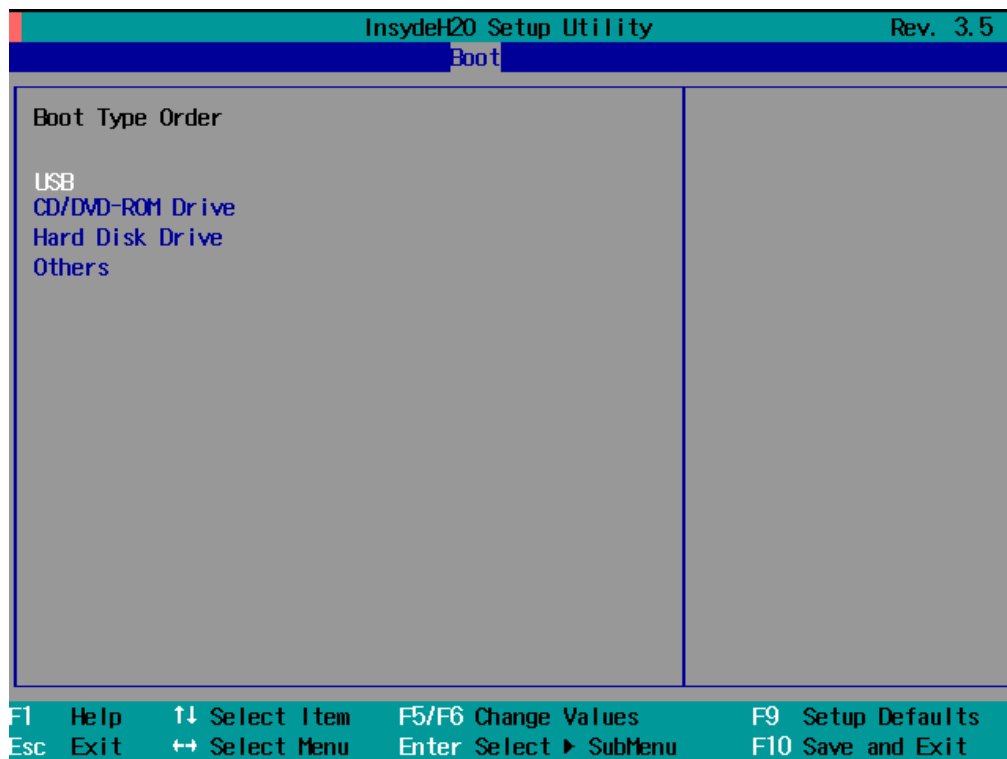 InsydeH2O Setup Utility Rev. 3.5
Boot
Boot Type Order
USB
CD/DVD-ROM Drive
Hard Disk Drive
Others
F1 Help ↑↓ Select Item F5/F6 Change Values F9 Setup Defaults
Esc Exit ↔ Select Menu Enter Select ▶ SubMenu F10 Save and Exit